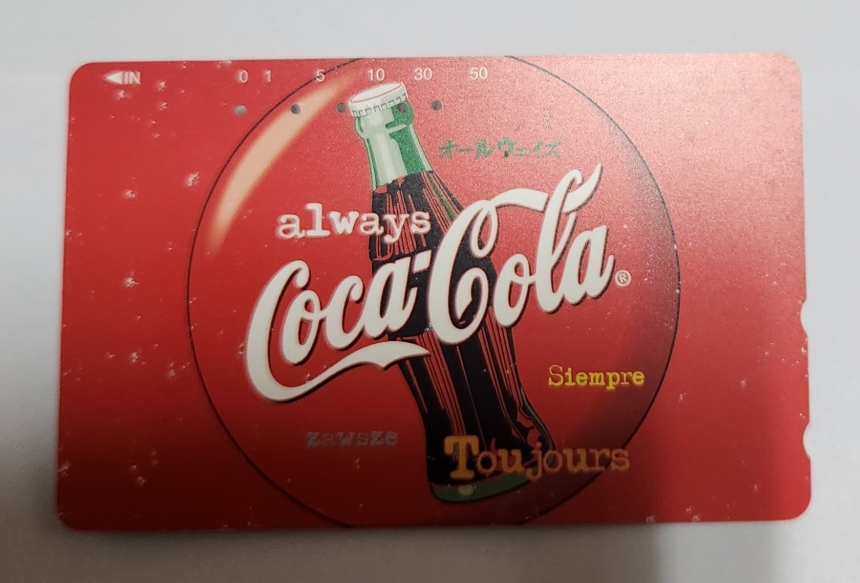 ◀IN 0 1 5 10 30 50
オールウェイズ
always
Coca-Cola®
Siempre
zawsze
Toujours